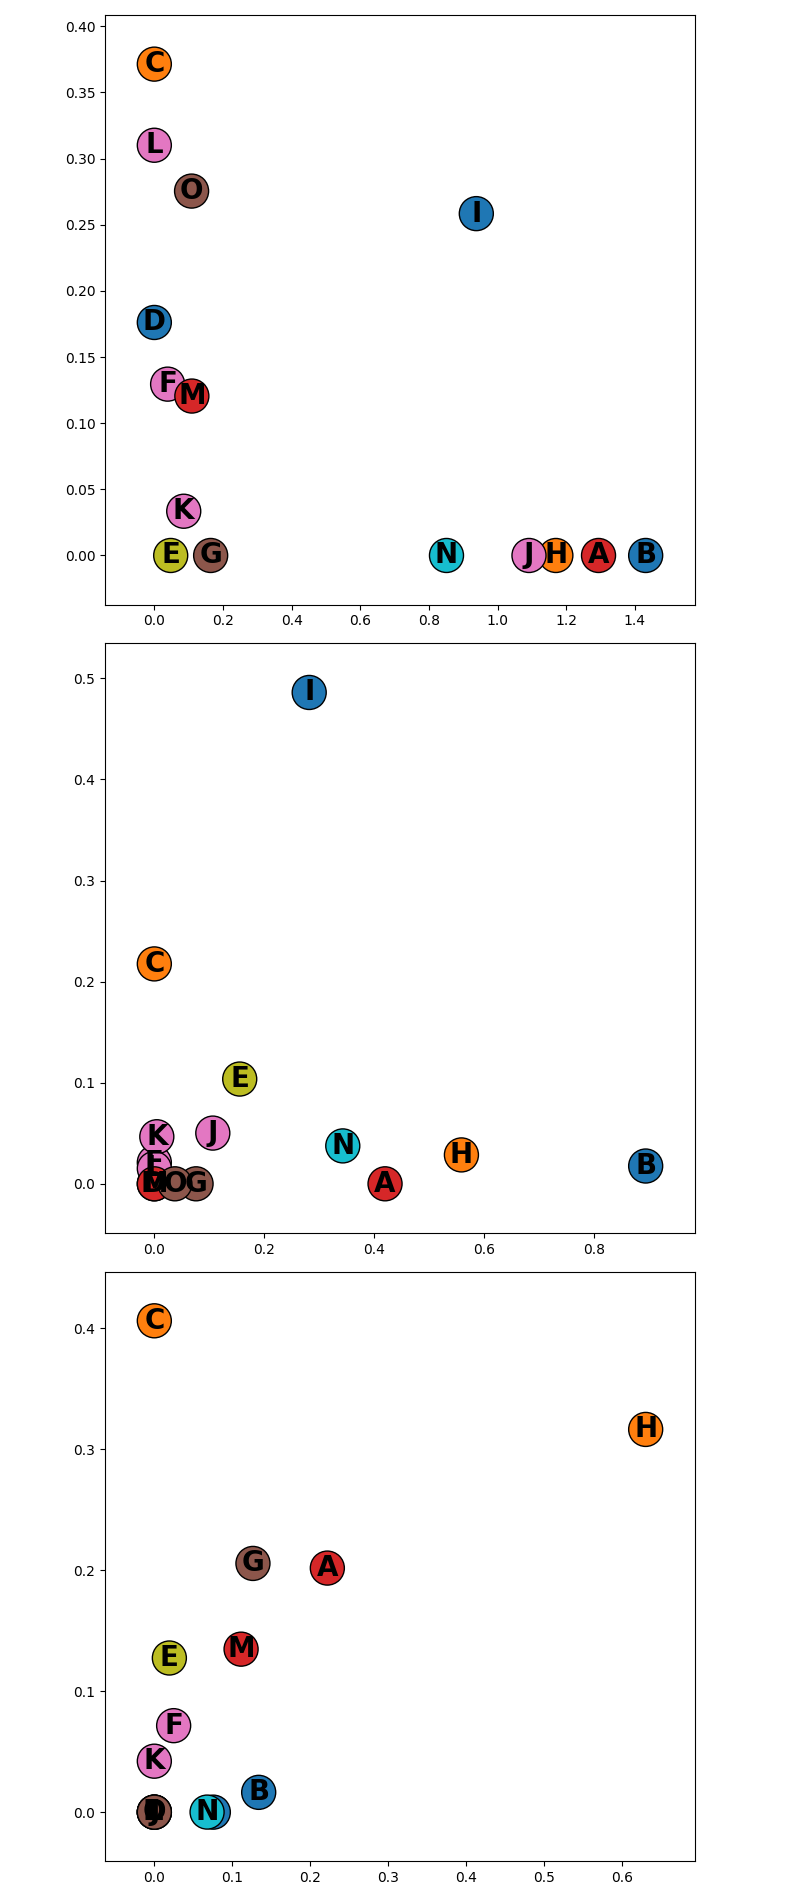 0.40
C
0.35
L
0.30
O
I
0.25
0.20
D
0.15
F M
0.10
K
0.05
E G N J H A B
0.00
0.0 0.2 0.4 0.6 0.8 1.0 1.2 1.4
I
0.5
0.4
0.3
C
0.2
E
0.1
K J N H B
F
M O G A
0.0
0.0 0.2 0.4 0.6 0.8
C
0.4
H
0.3
G A
0.2
E M
0.1
F
K
B
N
0.0
0.0 0.1 0.2 0.3 0.4 0.5 0.6